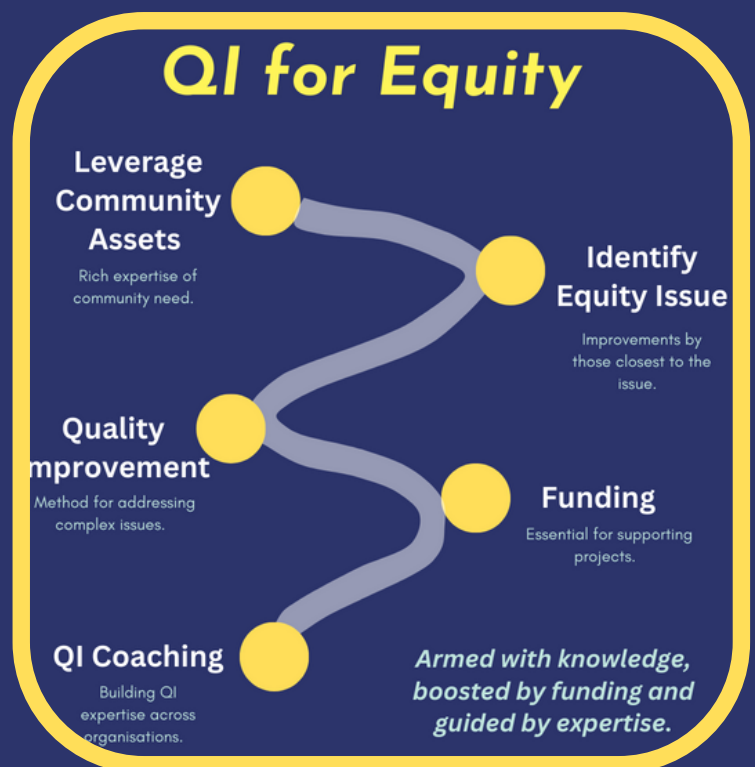 QI for Equity
Leverage
Community
Assets
Rich expertise of
community need.
Identify
Equity Issue
Improvements by
those closest to the
issue.
Quality
mprovement
Method for addressing
complex issues.
Funding
Essential for supporting
projects.
QI Coaching
Building QI
expertise across
organisations.
Armed with knowledge,
boosted by funding and
guided by expertise.